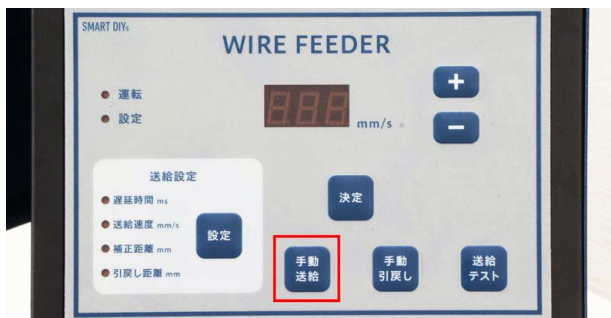 SMART DIYs
WIRE FEEDER
運転
設定
8.88 mm/s
+
−
送給設定
遅延時間 ms
送給速度 mm/s
補正距離 mm
引戻し距離 mm
設定
決定
手動
送給
手動
引戻し
送給
テスト